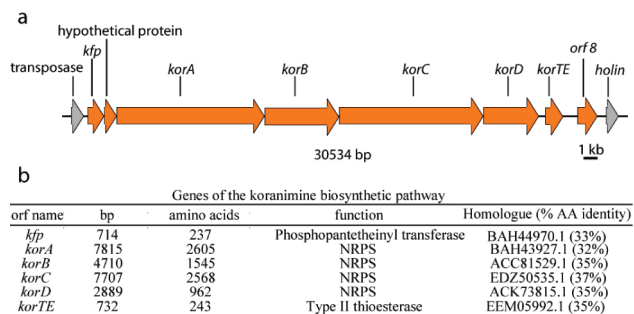 a
hypothetical protein
kfp
orf 8
transposase
korA
korB
korC
korD
korTE
holin
30534 bp
1 kb
b
Genes of the koranimine biosynthetic pathway
orf name bp amino acids function Homologue (% AA identity)
kfp 714 237 Phosphopantetheinyl transferase BAH44970.1 (33%)
korA 7815 2605 NRPS BAH43927.1 (32%)
korB 4710 1545 NRPS ACC81529.1 (35%)
korC 7707 2568 NRPS EDZ50535.1 (37%)
korD 2889 962 NRPS ACK73815.1 (35%)
korTE 732 243 Type II thioesterase EEM05992.1 (35%)